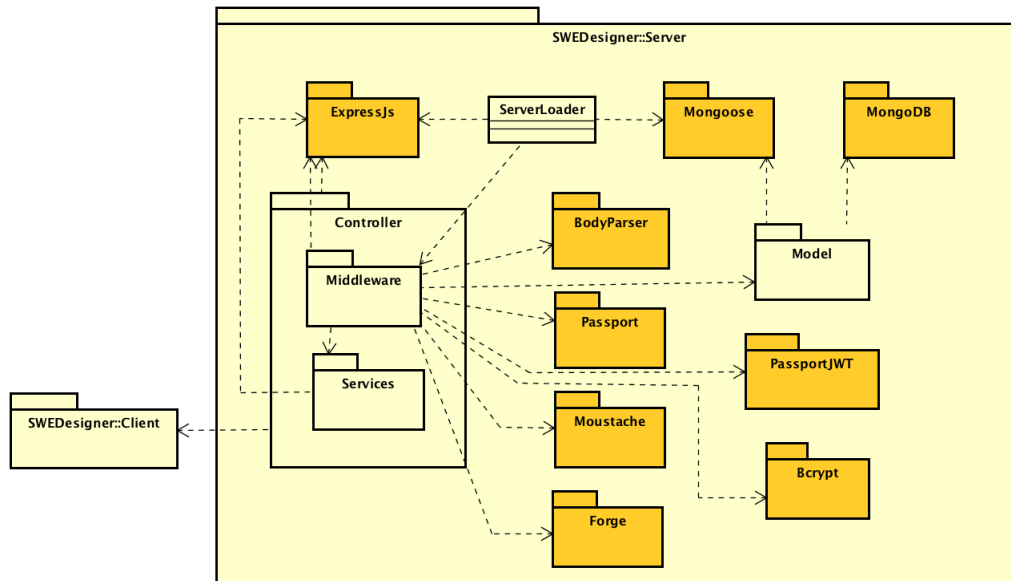 SWEDesigner::Server
ExpressJs
ServerLoader
Mongoose
MongoDB
Controller
BodyParser
Model
Middleware
Passport
PassportJWT
Services
SWEDesigner::Client
Moustache
Bcrypt
Forge